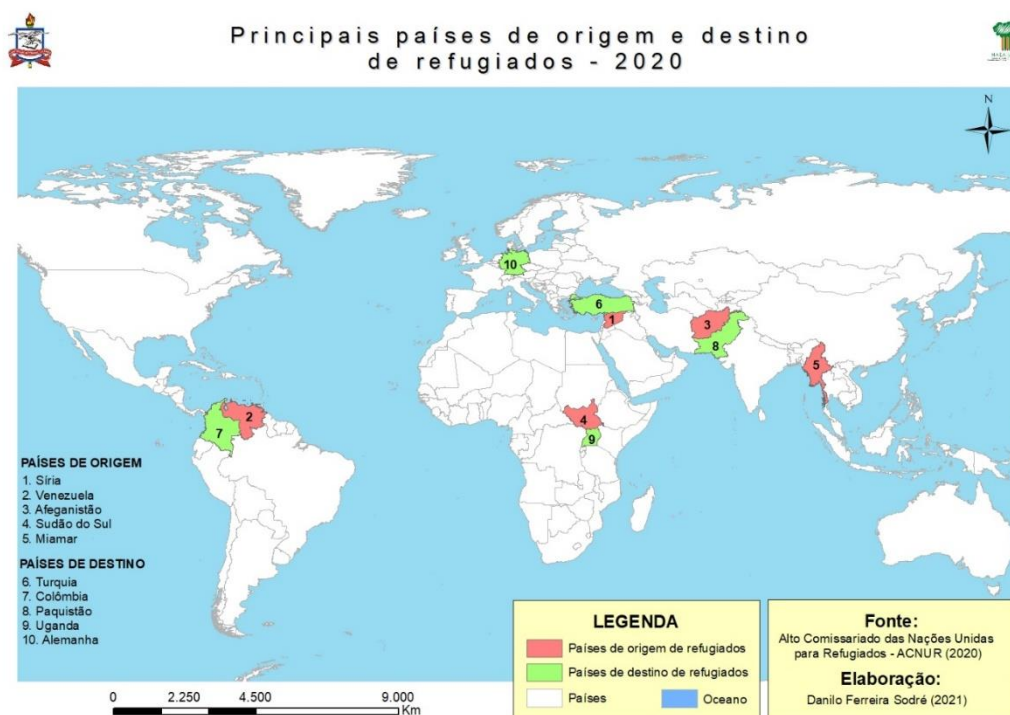 Principais países de origem e destino
de refugiados - 2020
N
10
6
1
3
8
5
2
7
4
9
PAÍSES DE ORIGEM
1. Síria
2. Venezuela
3. Afeganistão
4. Sudão do Sul
5. Miamar
PAÍSES DE DESTINO
6. Turquia
7. Colômbia
8. Paquistão
9. Uganda
10. Alemanha
LEGENDA
Países de origem de refugiados
Países de destino de refugiados
Países
Oceano
Fonte:
Alto Comissariado das Nações Unidas
para Refugiados - ACNUR (2020)
Elaboração:
Danilo Ferreira Sodré (2021)
0 2.250 4.500 9.000
Km